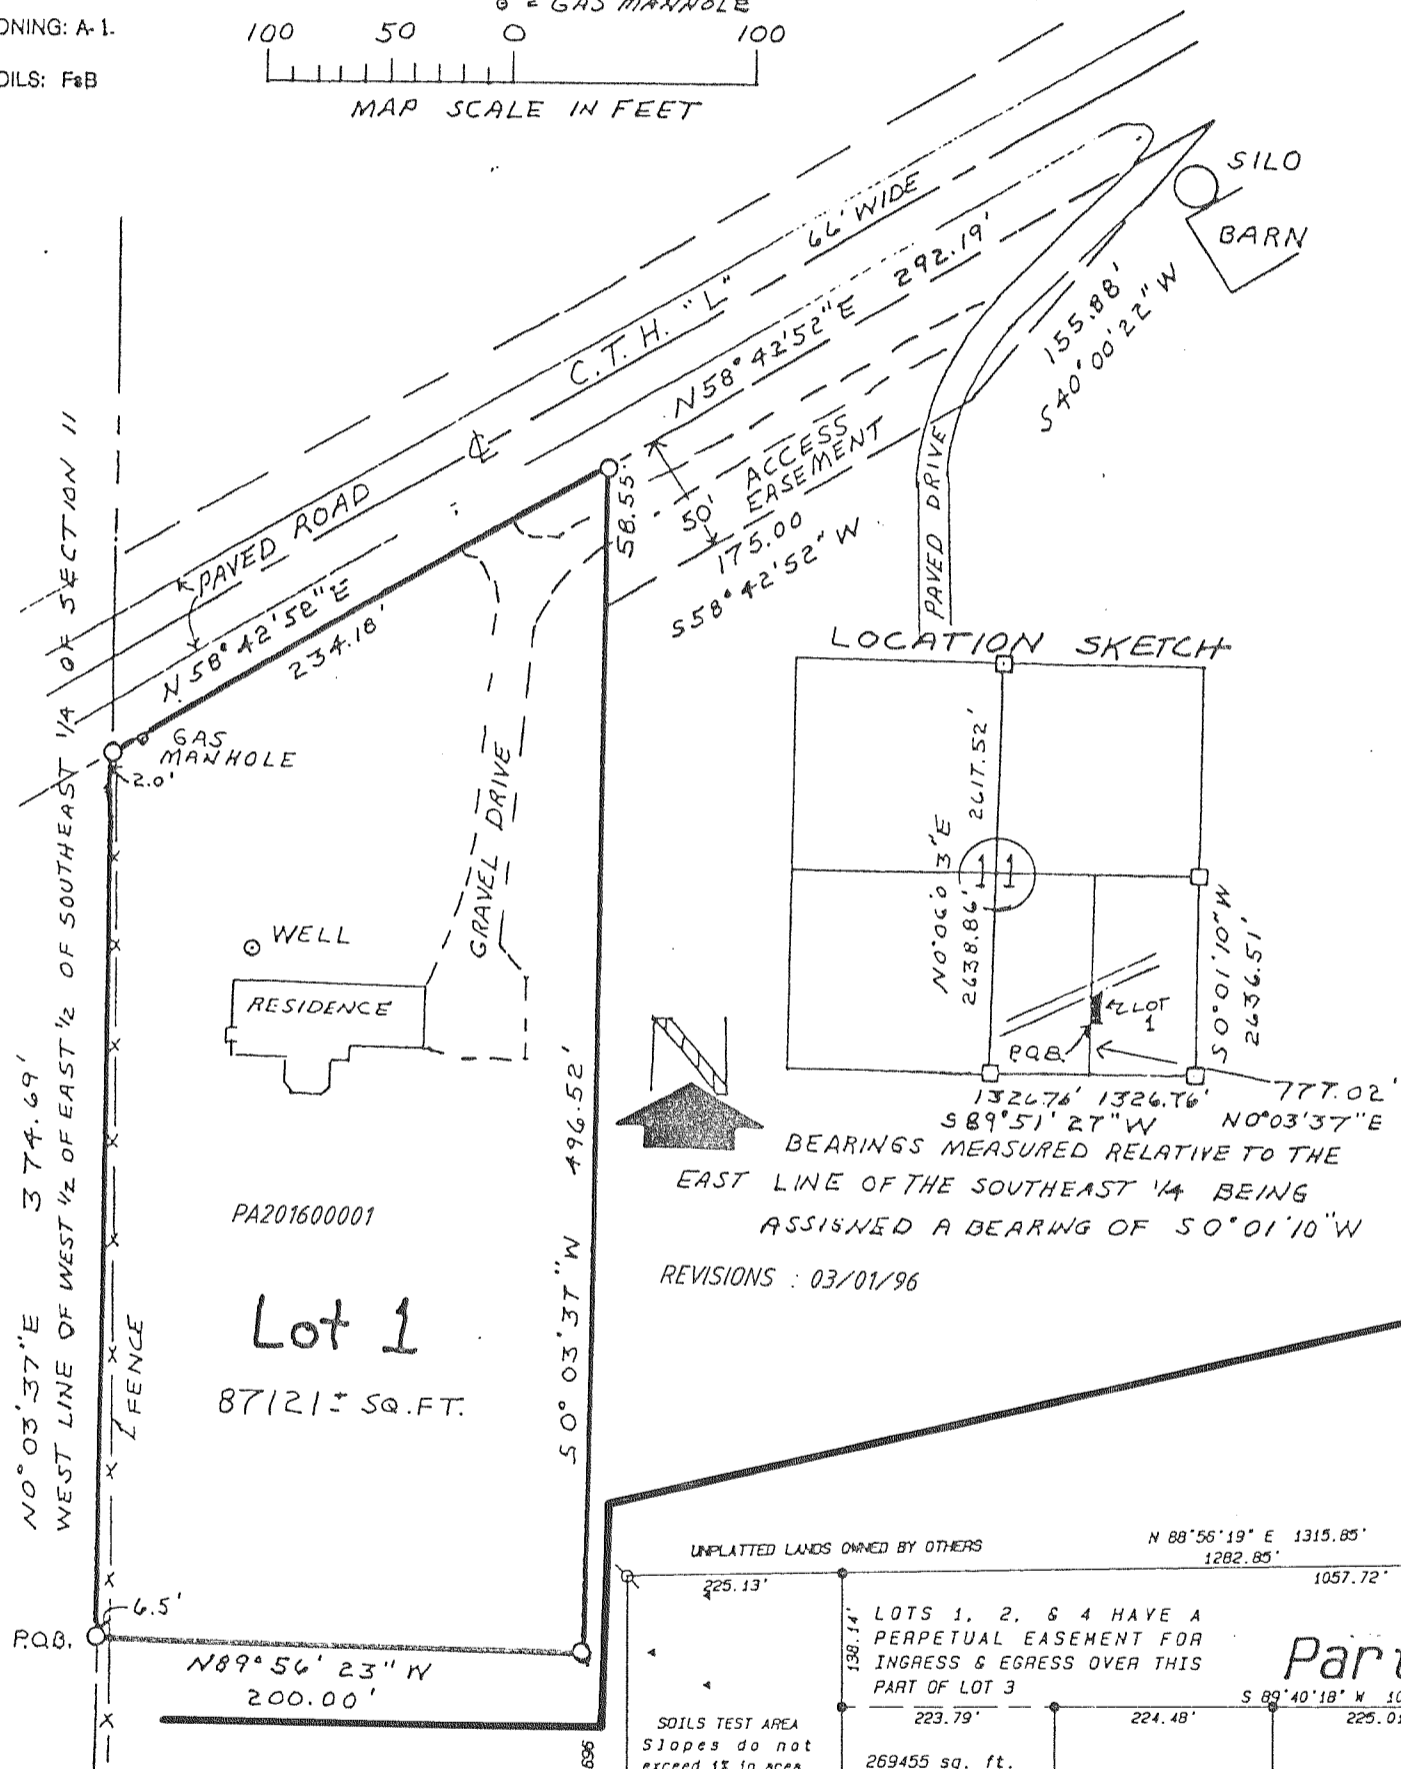 = GAS MANHOLE
ONING: A-1.
OILS: F&B
100 50 0 100
MAP SCALE IN FEET
SILO
BARN
66' WIDE
C.T.H. "L"
N58°42'52"E 292.19'
155.88'
S40°00'22"W
PAVED ROAD
ACCESS
EASEMENT
50'
175.00
S58°42'52"W
58.55'
PAVED DRIVE
N58°42'52"E
234.18'
GAS
MANHOLE
2.0'
GRAVEL DRIVE
WELL
RESIDENCE
N0°03'37"E 374.69'
WEST LINE OF WEST 1/2 OF EAST 1/2 OF SOUTHEAST 1/4 OF SECTION 11
FENCE
PA201600001
Lot 1
87121± SQ.FT.
S0°03'37"W 496.52'
6.5'
P.O.B.
N89°56'23"W
200.00'
LOCATION SKETCH
2617.52'
11
2638.86'
LOT
1
P.O.B.
S0°01'10"W
2636.51'
777.02'
1326.76' 1326.76'
S89°51'27"W N0°03'37"E
BEARINGS MEASURED RELATIVE TO THE
EAST LINE OF THE SOUTHEAST 1/4 BEING
ASSIGNED A BEARING OF S0°01'10"W
REVISIONS : 03/01/96
UNPLATTED LANDS OWNED BY OTHERS
N 88°56'19" E 1315.85'
1282.85'
225.13'
1057.72'
138.14'
LOTS 1, 2, & 4 HAVE A
PERPETUAL EASEMENT FOR
INGRESS & EGRESS OVER THIS
PART OF LOT 3
Part
S 89°40'18" W 10
223.79'
224.48'
225.01
SOILS TEST AREA
Slopes do not
exceed 1% in area
269455 sq. ft.
696